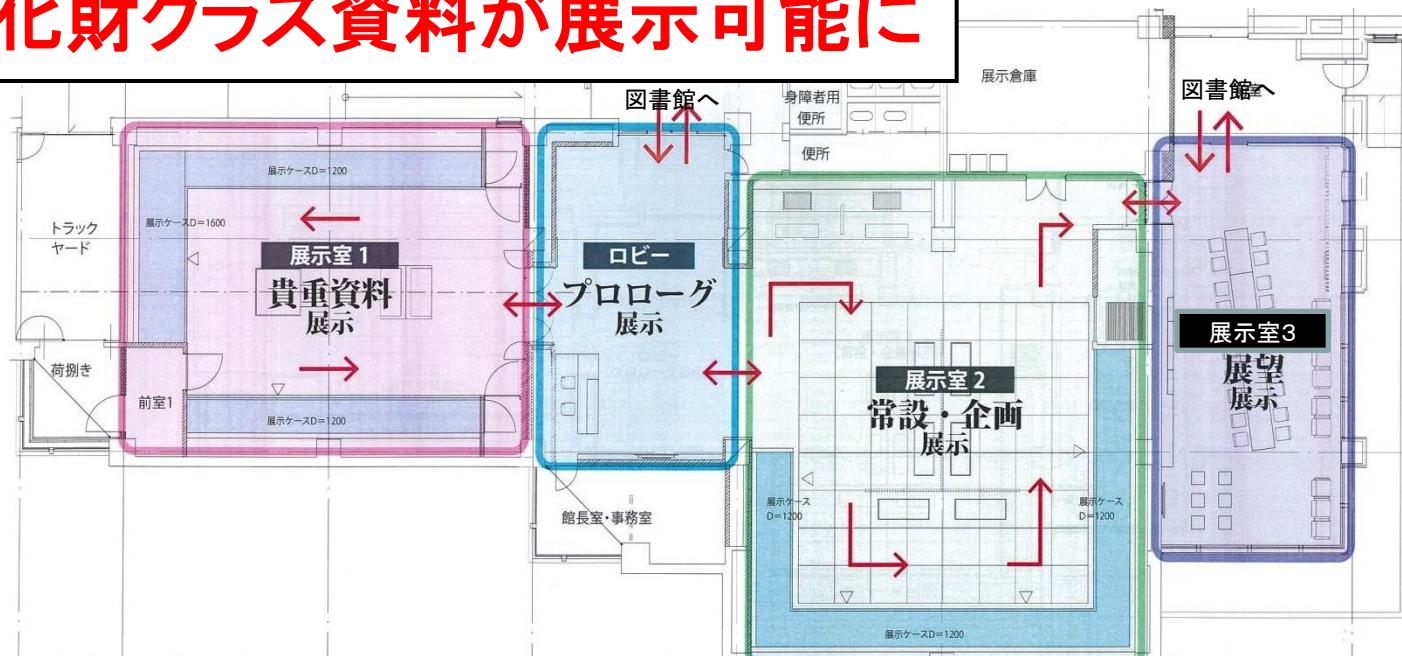 化財クラス資料が展示可能に
展示倉庫
図書館へ
身障者用
便所
便所
図書館へ
室
展示ケースD=1200
展示ケースD=1600
トラック
ヤード
展示室1
貴重資料
展示
ロビー
プロローグ
展示
展示室3
展望
展示
荷捌き
前室1
展示ケースD=1200
展示室2
常設・企画
展示
展示ケース
D=1200
展示ケース
D=1200
館長室・事務室
展示ケースD=1200